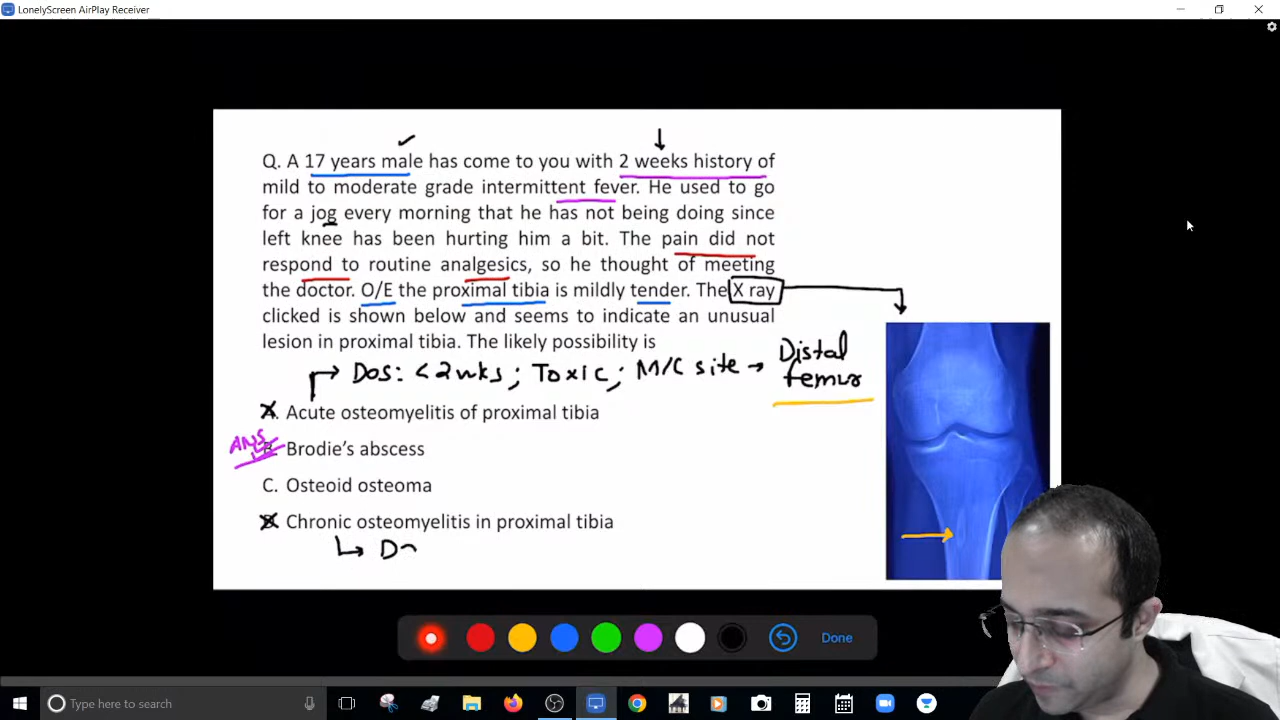 LonelyScreen AirPlay Receiver
Q. A 17 years male has come to you with 2 weeks history of
mild to moderate grade intermittent fever. He used to go
for a jog every morning that he has not being doing since
left knee has been hurting him a bit. The pain did not
respond to routine analgesics, so he thought of meeting
the doctor. O/E the proximal tibia is mildly tender. The X ray
clicked is shown below and seems to indicate an unusual
lesion in proximal tibia. The likely possibility is
Distal
femur
Dos: <2wks; Toxic; M/C site →
A. Acute osteomyelitis of proximal tibia
ANS B. Brodie's abscess
C. Osteoid osteoma
D. Chronic osteomyelitis in proximal tibia
Done
Type here to search